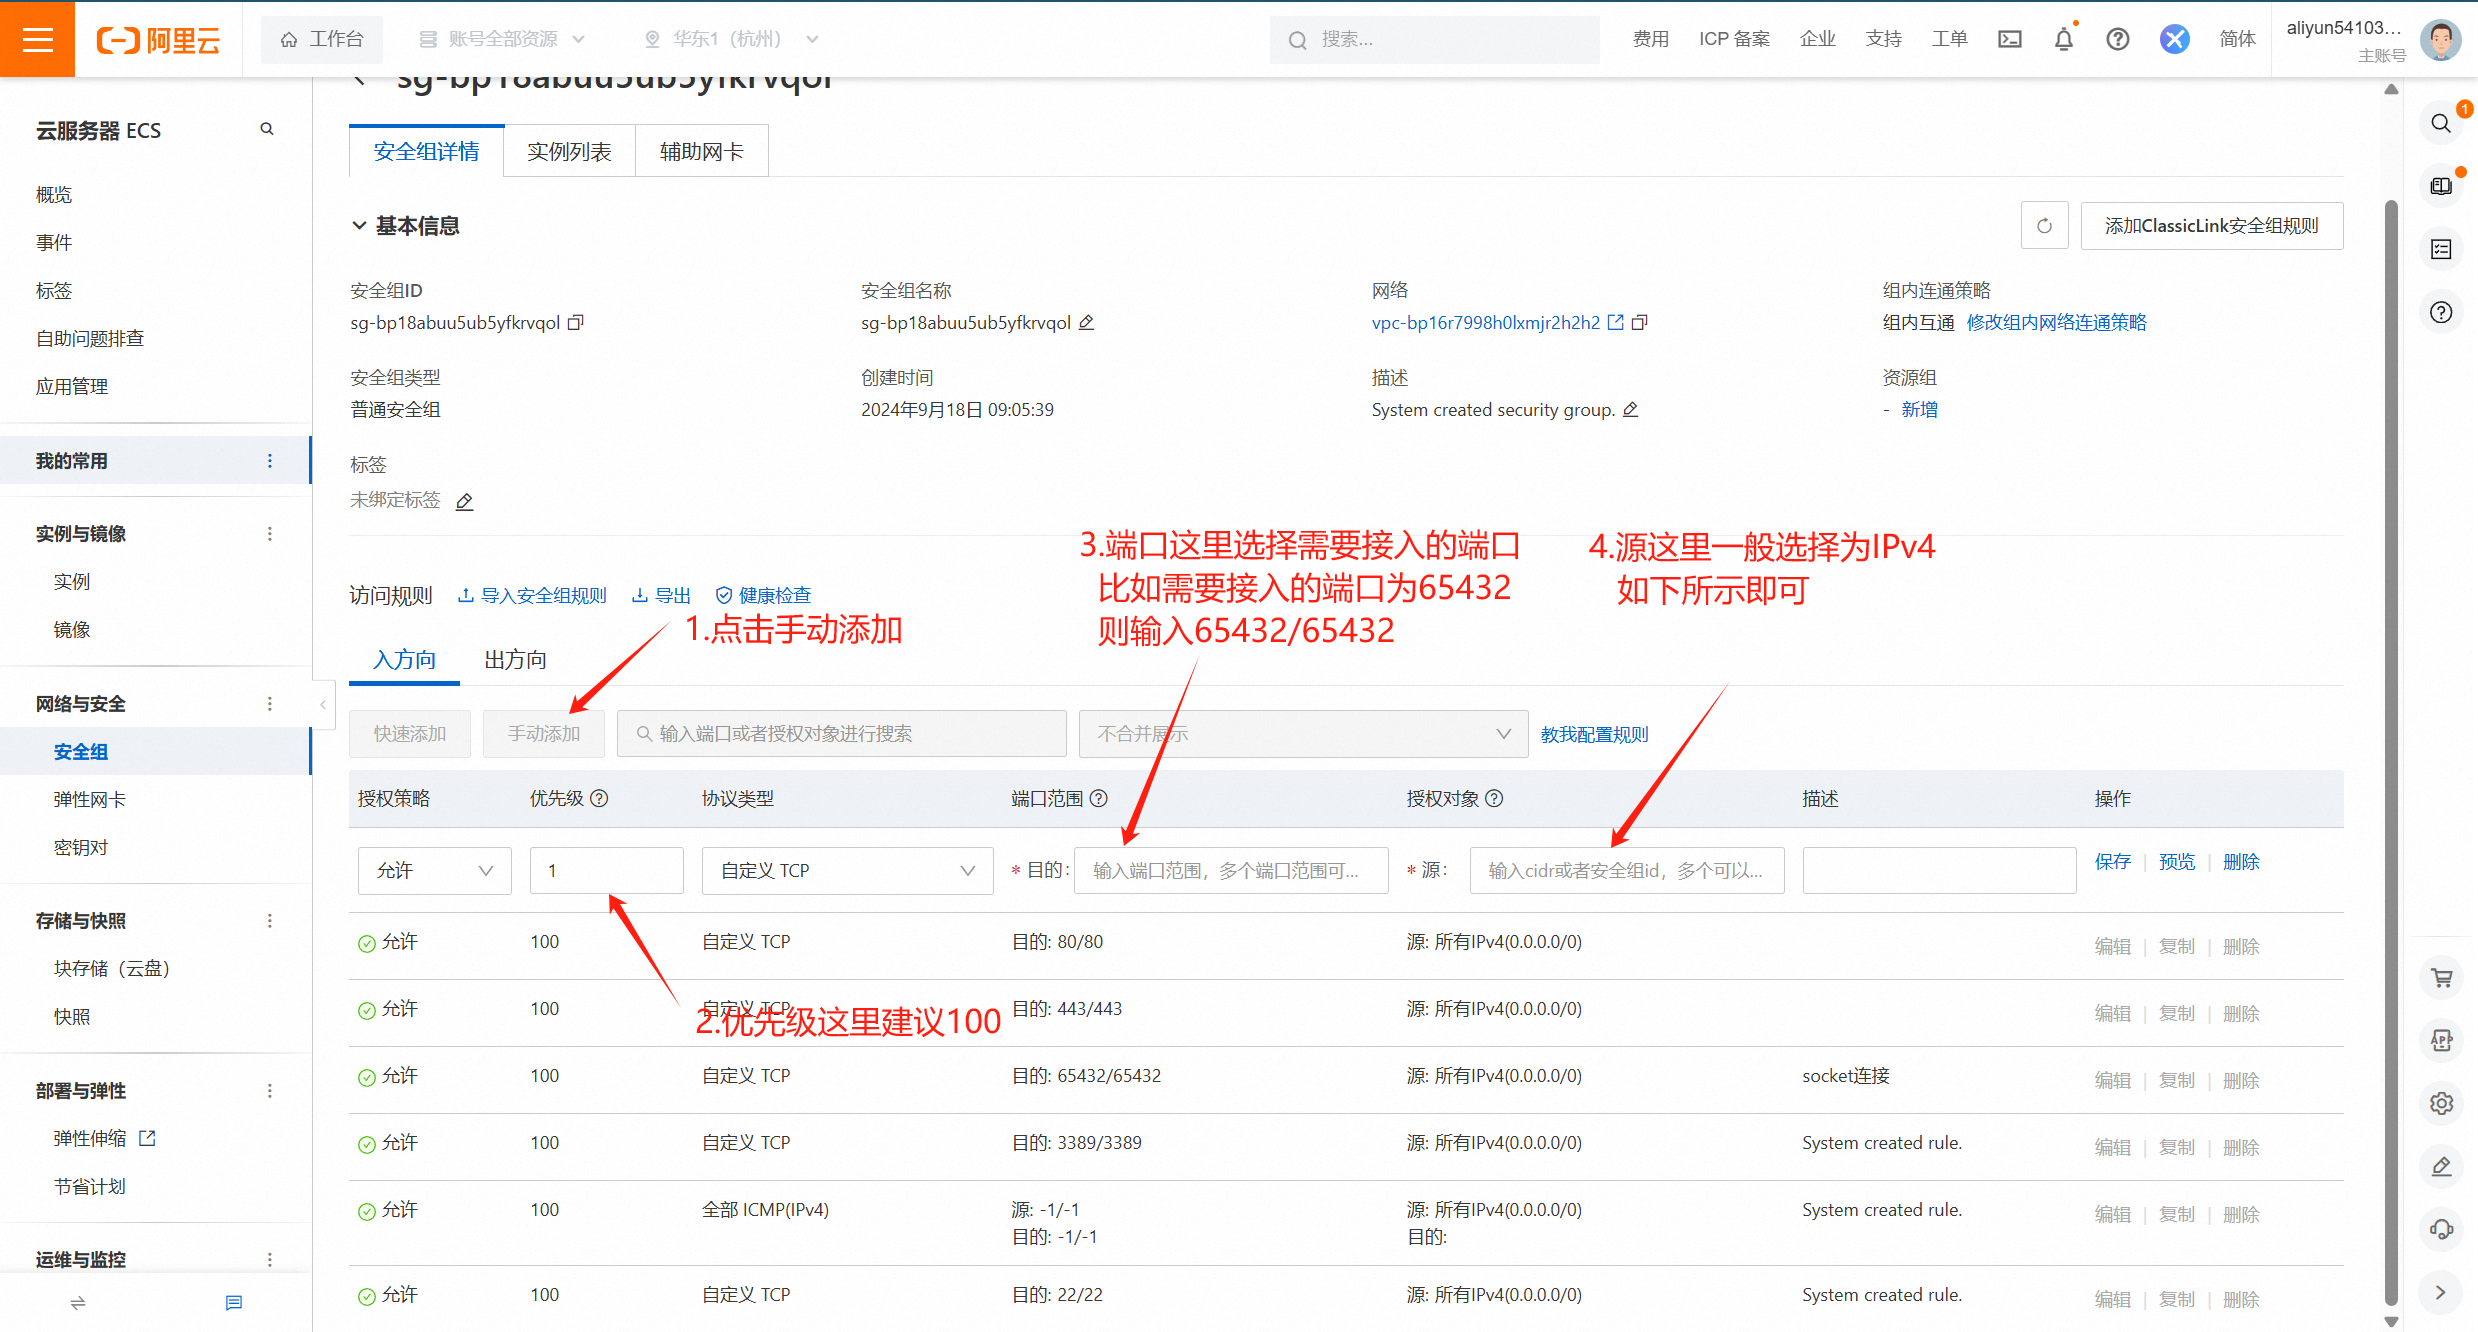 阿里云
工作台
账号全部资源
华东1（杭州）
搜索...
费用
ICP 备案
企业
支持
工单
简体
aliyun54103...
主账号
sg-bp18abuu5ub5yfkrvqol
云服务器 ECS
概览
事件
标签
自助问题排查
应用管理
我的常用
实例与镜像
实例
镜像
网络与安全
安全组
弹性网卡
密钥对
存储与快照
块存储（云盘）
快照
部署与弹性
弹性伸缩
节省计划
运维与监控
安全组详情
实例列表
辅助网卡
基本信息
添加ClassicLink安全组规则
安全组ID
sg-bp18abuu5ub5yfkrvqol
安全组名称
sg-bp18abuu5ub5yfkrvqol
网络
vpc-bp16r7998h0lxmjr2h2h2
组内连通策略
组内互通 修改组内网络连通策略
安全组类型
普通安全组
创建时间
2024年9月18日 09:05:39
描述
System created security group.
资源组
- 新增
标签
未绑定标签
访问规则
导入安全组规则
导出
健康检查
1.点击手动添加
3.端口这里选择需要接入的端口
比如需要接入的端口为65432
则输入65432/65432
4.源这里一般选择为IPv4
如下所示即可
入方向
出方向
快速添加
手动添加
输入端口或者授权对象进行搜索
不合并展示
教我配置规则
授权策略 优先级 协议类型 端口范围 授权对象 描述 操作
允许 1 自定义 TCP * 目的: 输入端口范围，多个端口范围可... * 源: 输入cidr或者安全组id，多个可以... 保存 预览 删除
允许 100 自定义 TCP 目的: 80/80 源: 所有IPv4(0.0.0.0/0) 编辑 复制 删除
允许 100 自定义 TCP 目的: 443/443 源: 所有IPv4(0.0.0.0/0) 编辑 复制 删除
2.优先级这里建议100
允许 100 自定义 TCP 目的: 65432/65432 源: 所有IPv4(0.0.0.0/0) socket连接 编辑 复制 删除
允许 100 自定义 TCP 目的: 3389/3389 源: 所有IPv4(0.0.0.0/0) System created rule. 编辑 复制 删除
允许 100 全部 ICMP(IPv4) 源: -1/-1 源: 所有IPv4(0.0.0.0/0) System created rule. 编辑 复制 删除
目的: -1/-1 目的:
允许 100 自定义 TCP 目的: 22/22 源: 所有IPv4(0.0.0.0/0) System created rule. 编辑 复制 删除
1
APP